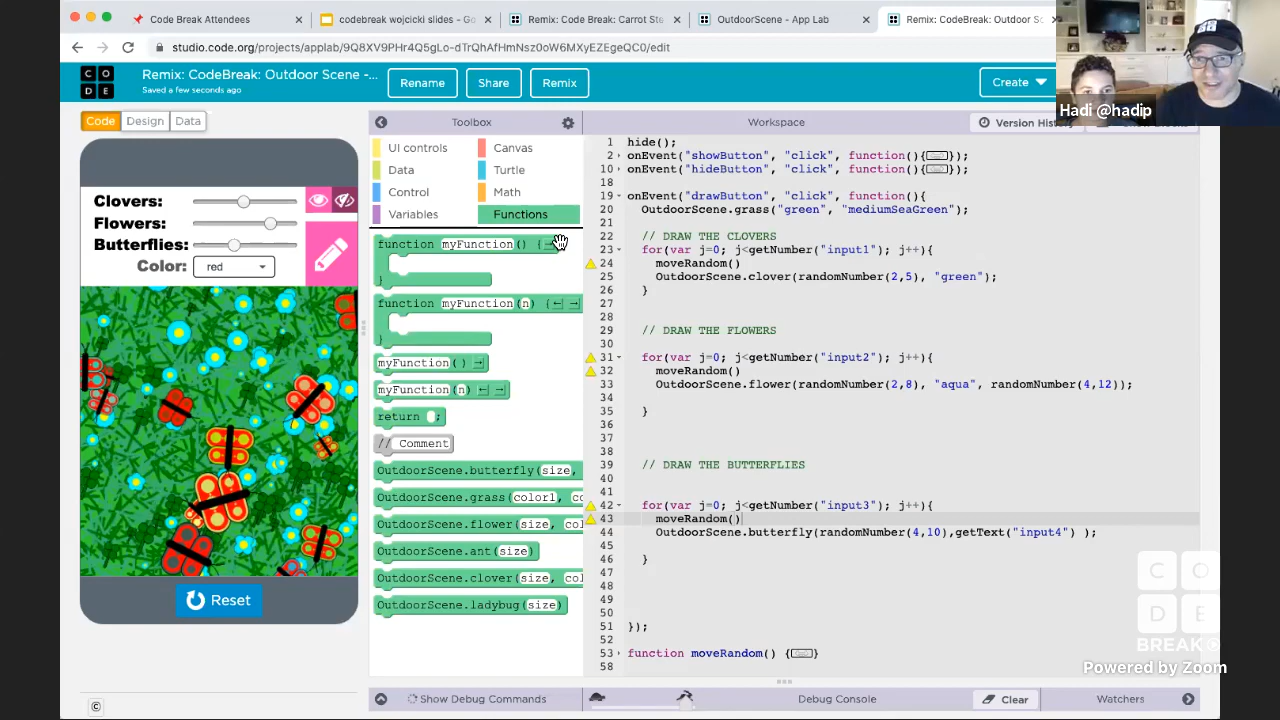 Code Break Attendees
codebreak wojcicki slides - Go
Remix: Code Break: Carrot Ste
OutdoorScene - App Lab
Remix: CodeBreak: Outdoor Sc
studio.code.org/projects/applab/9Q8XV9PHr4Q5gLo-dTrQhAfHmNsz0oW6MXyEZEgeQC0/edit
C O
D E
Remix: CodeBreak: Outdoor Scene -...
Saved a few seconds ago
Rename
Share
Remix
Create
Hadi @hadip
Code
Design
Data
Toolbox
Workspace
Version History
Clovers:
Flowers:
Butterflies:
Color:
red
Reset
UI controls
Canvas
Data
Turtle
Control
Math
Variables
Functions
function myFunction() {
}
function myFunction(n) {
}
myFunction()
myFunction(n)
return ;
// Comment
OutdoorScene.butterfly(size,
OutdoorScene.grass(color1, co
OutdoorScene.flower(size, col
OutdoorScene.ant(size)
OutdoorScene.clover(size, col
OutdoorScene.ladybug(size)
1 hide();
2 onEvent("showButton", "click", function(){...});
10 onEvent("hideButton", "click", function(){...});
18
19 onEvent("drawButton", "click", function(){
20 OutdoorScene.grass("green", "mediumSeaGreen");
21
22 // DRAW THE CLOVERS
23 for(var j=0; j<getNumber("input1"); j++){
24 moveRandom()
25 OutdoorScene.clover(randomNumber(2,5), "green");
26 }
27
28
29 // DRAW THE FLOWERS
30
31 for(var j=0; j<getNumber("input2"); j++){
32 moveRandom()
33 OutdoorScene.flower(randomNumber(2,8), "aqua", randomNumber(4,12));
34
35 }
36
37
38
39 // DRAW THE BUTTERFLIES
40
41
42 for(var j=0; j<getNumber("input3"); j++){
43 moveRandom()
44 OutdoorScene.butterfly(randomNumber(4,10),getText("input4") );
45
46 }
47
48
49
50
51 });
52
53 function moveRandom() {...}
58
Show Debug Commands
Debug Console
Clear
Watchers
C O
D E
BREAK
Powered by Zoom
©